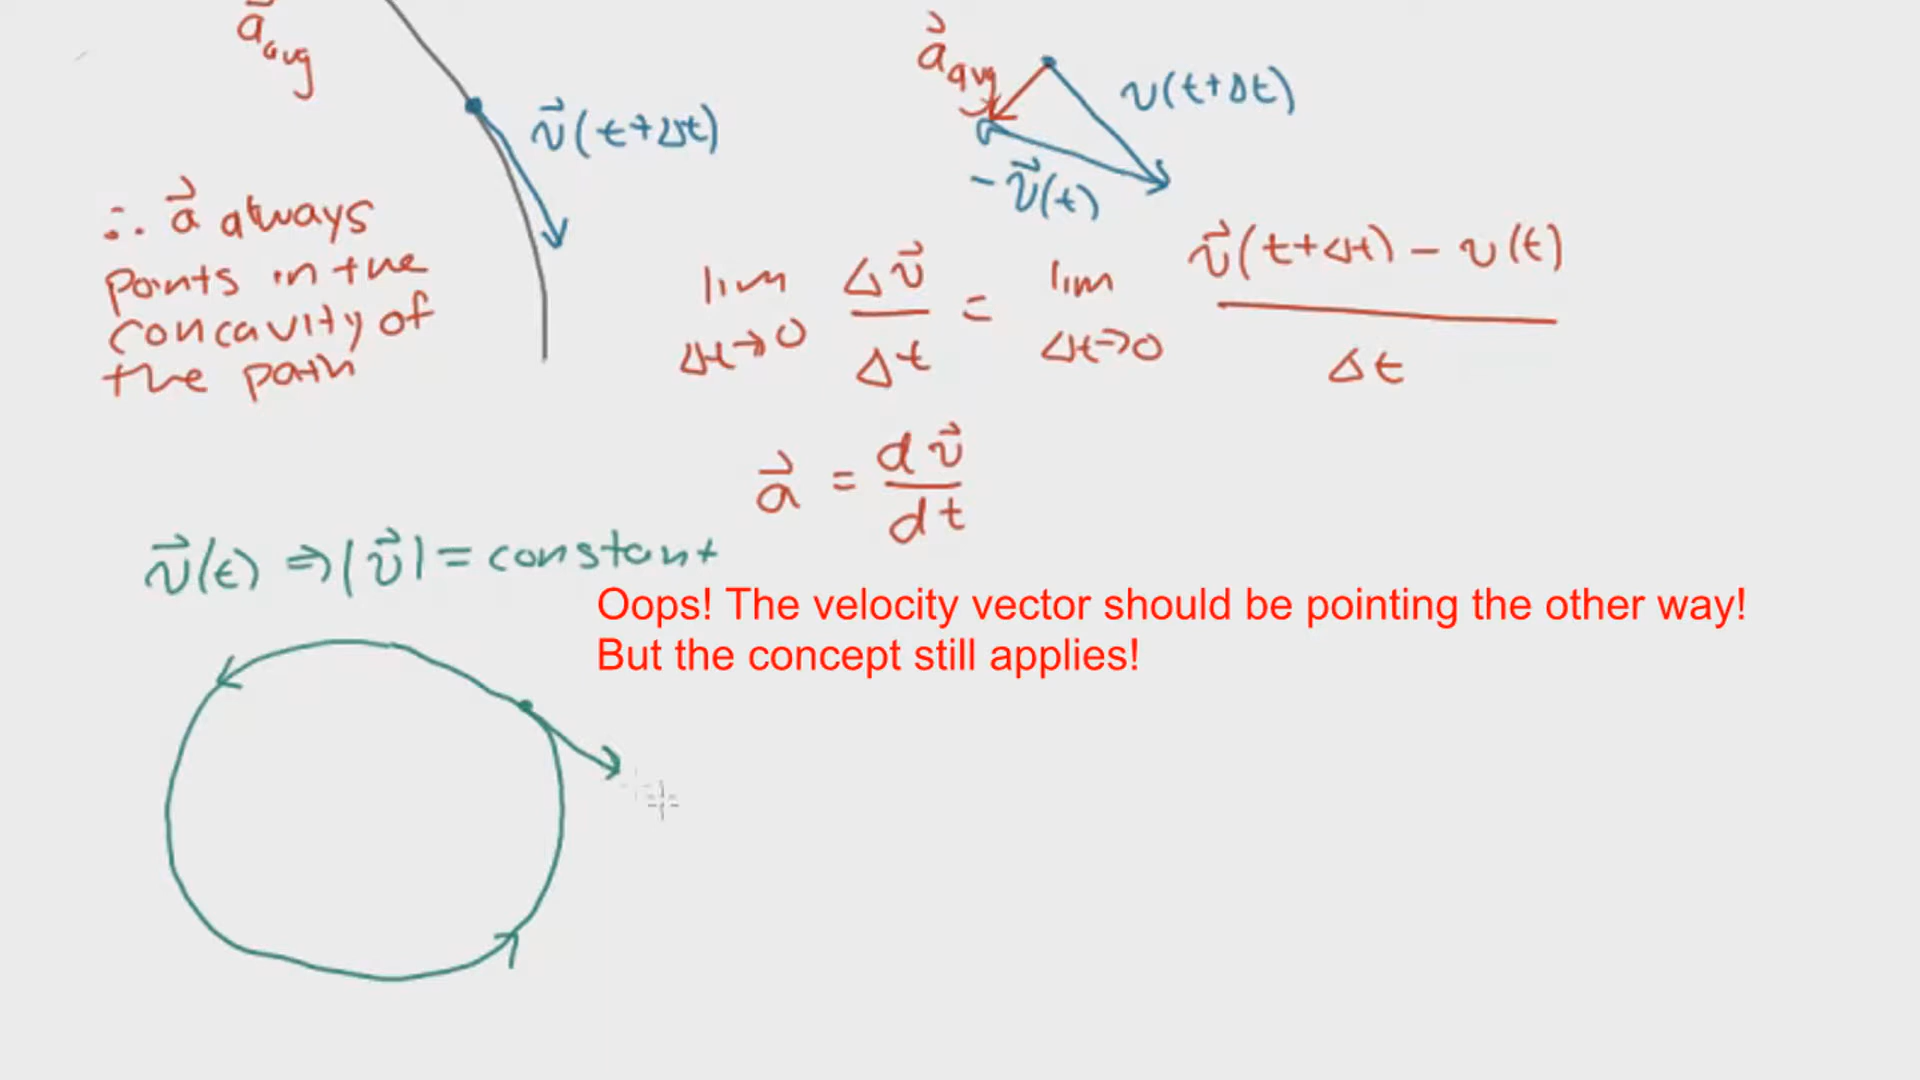 a⃗ avg
a⃗ avg
v(t+Δt)
v⃗(t+Δt)
-v⃗(t)
∴ a⃗ always
points in the
concavity of
the path
lim Δt→0 Δv⃗/Δt = lim Δt→0 (v⃗(t+Δt) - v(t))/Δt
a⃗ = dv⃗/dt
v⃗(t) ⇒ |v⃗| = constant
Oops! The velocity vector should be pointing the other way!
But the concept still applies!